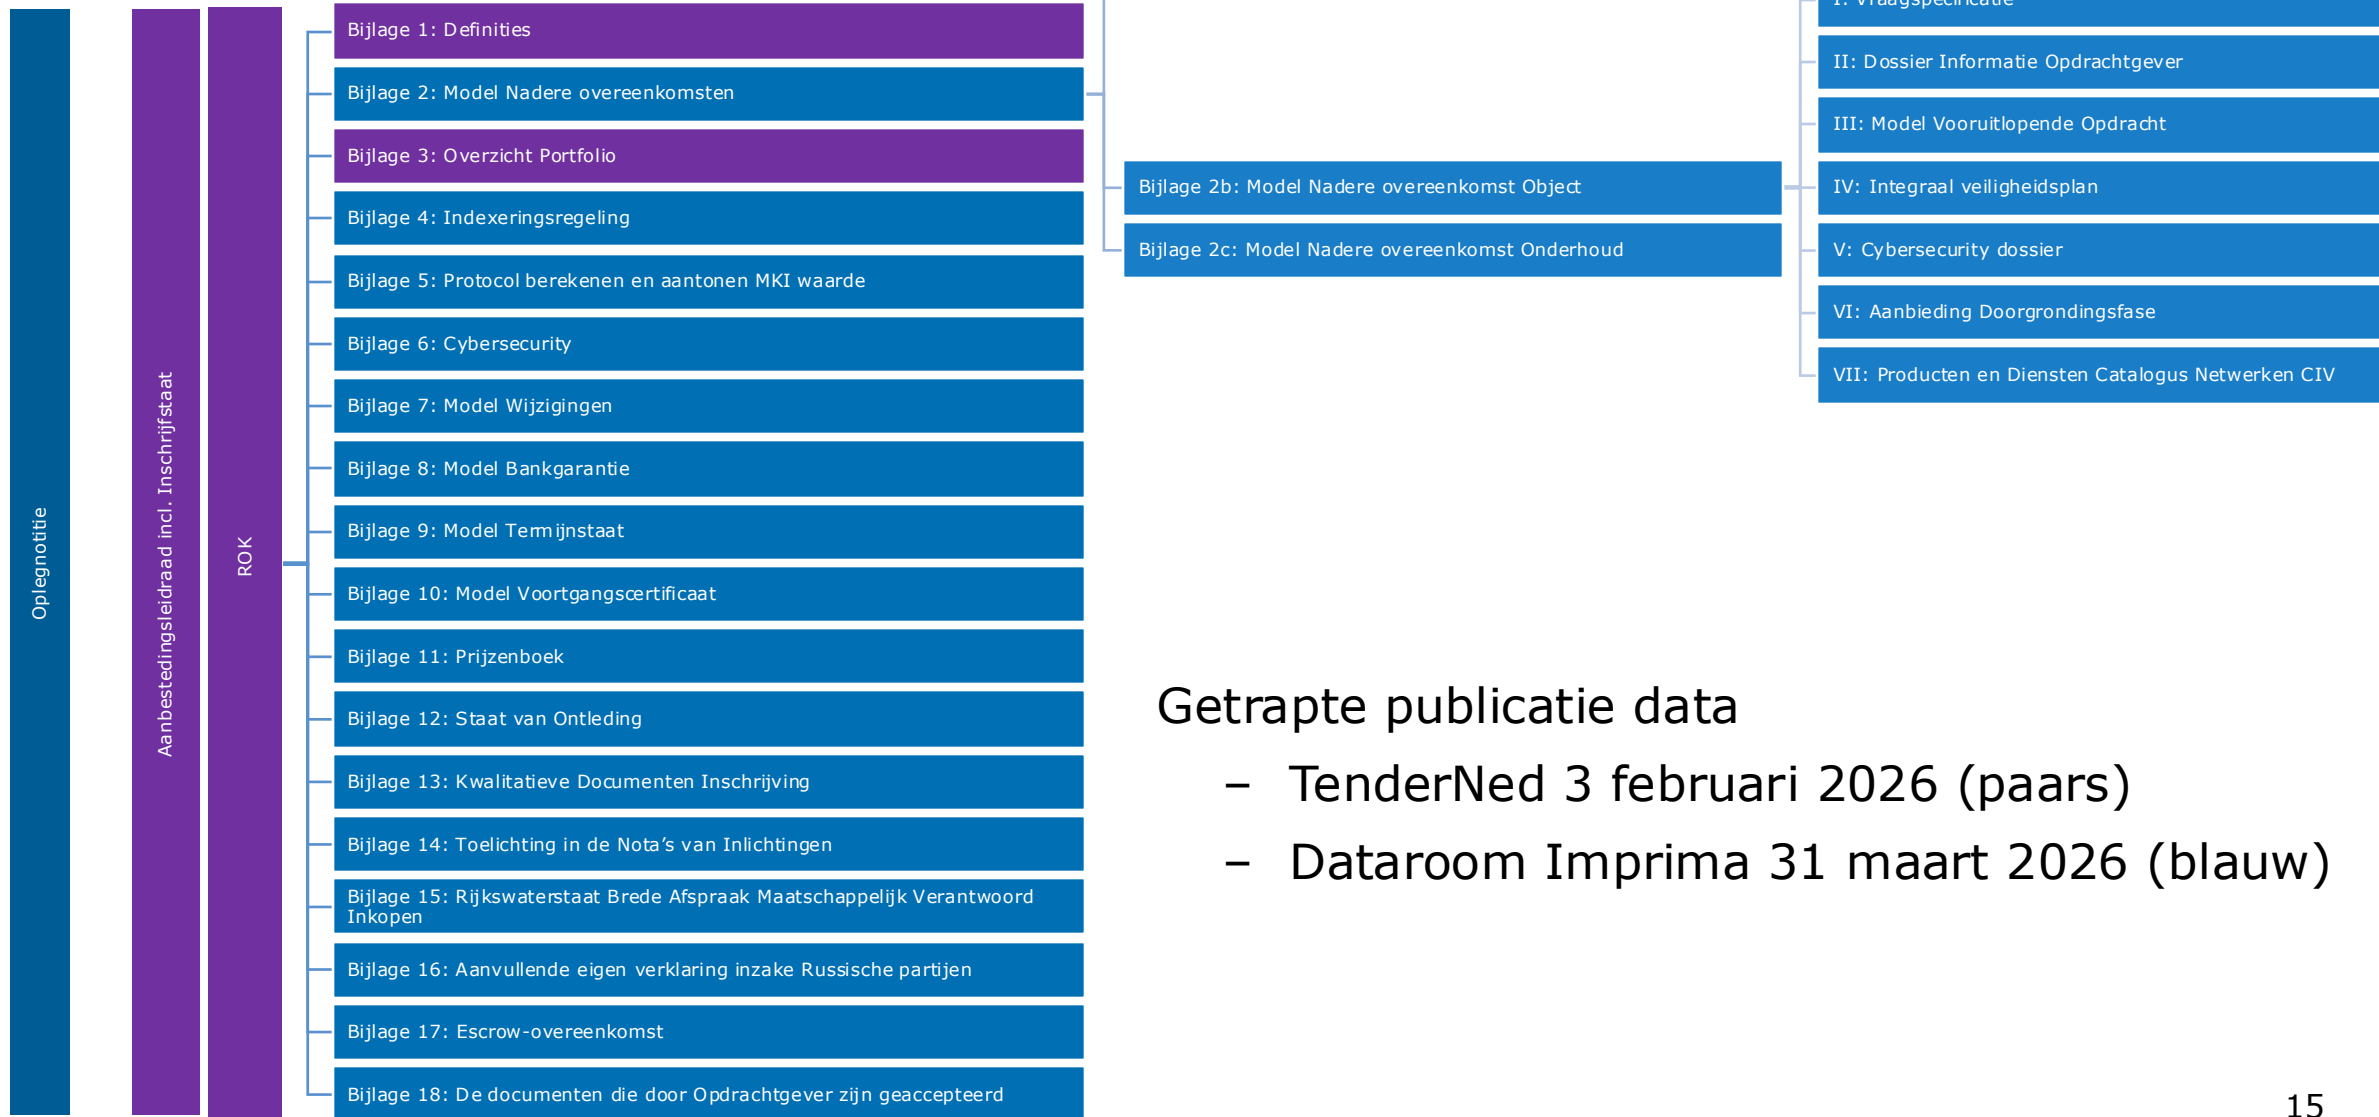 Oplegnotitie
Aanbestedingsleidraad incl. Inschrijfstaat
ROK
Bijlage 1: Definities
Bijlage 2: Model Nadere overeenkomsten
Bijlage 3: Overzicht Portfolio
Bijlage 4: Indexeringsregeling
Bijlage 5: Protocol berekenen en aantonen MKI waarde
Bijlage 6: Cybersecurity
Bijlage 7: Model Wijzigingen
Bijlage 8: Model Bankgarantie
Bijlage 9: Model Termijnstaat
Bijlage 10: Model Voortgangscertificaat
Bijlage 11: Prijzenboek
Bijlage 12: Staat van Ontleding
Bijlage 13: Kwalitatieve Documenten Inschrijving
Bijlage 14: Toelichting in de Nota’s van Inlichtingen
Bijlage 15: Rijkswaterstaat Brede Afspraak Maatschappelijk Verantwoord
Inkopen
Bijlage 16: Aanvullende eigen verklaring inzake Russische partijen
Bijlage 17: Escrow-overeenkomst
Bijlage 18: De documenten die door Opdrachtgever zijn geaccepteerd
Bijlage 2b: Model Nadere overeenkomst Object
Bijlage 2c: Model Nadere overeenkomst Onderhoud
I: Vraagspecificatie
II: Dossier Informatie Opdrachtgever
III: Model Vooruitlopende Opdracht
IV: Integraal veiligheidsplan
V: Cybersecurity dossier
VI: Aanbieding Doorgrondingsfase
VII: Producten en Diensten Catalogus Netwerken CIV
Getrapte publicatie data
– TenderNed 3 februari 2026 (paars)
– Dataroom Imprima 31 maart 2026 (blauw)
15